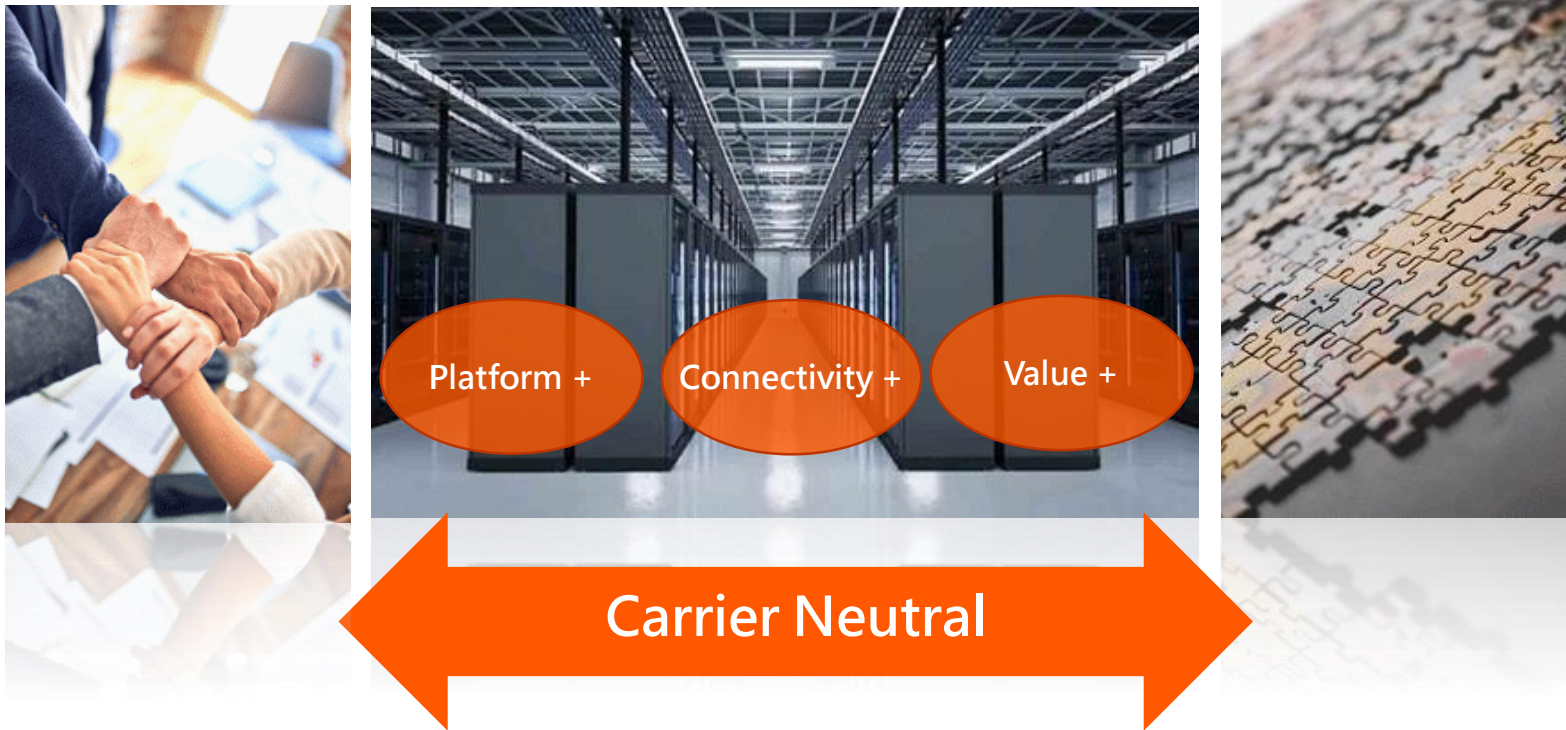 Platform +
Connectivity +
Value +
Carrier Neutral